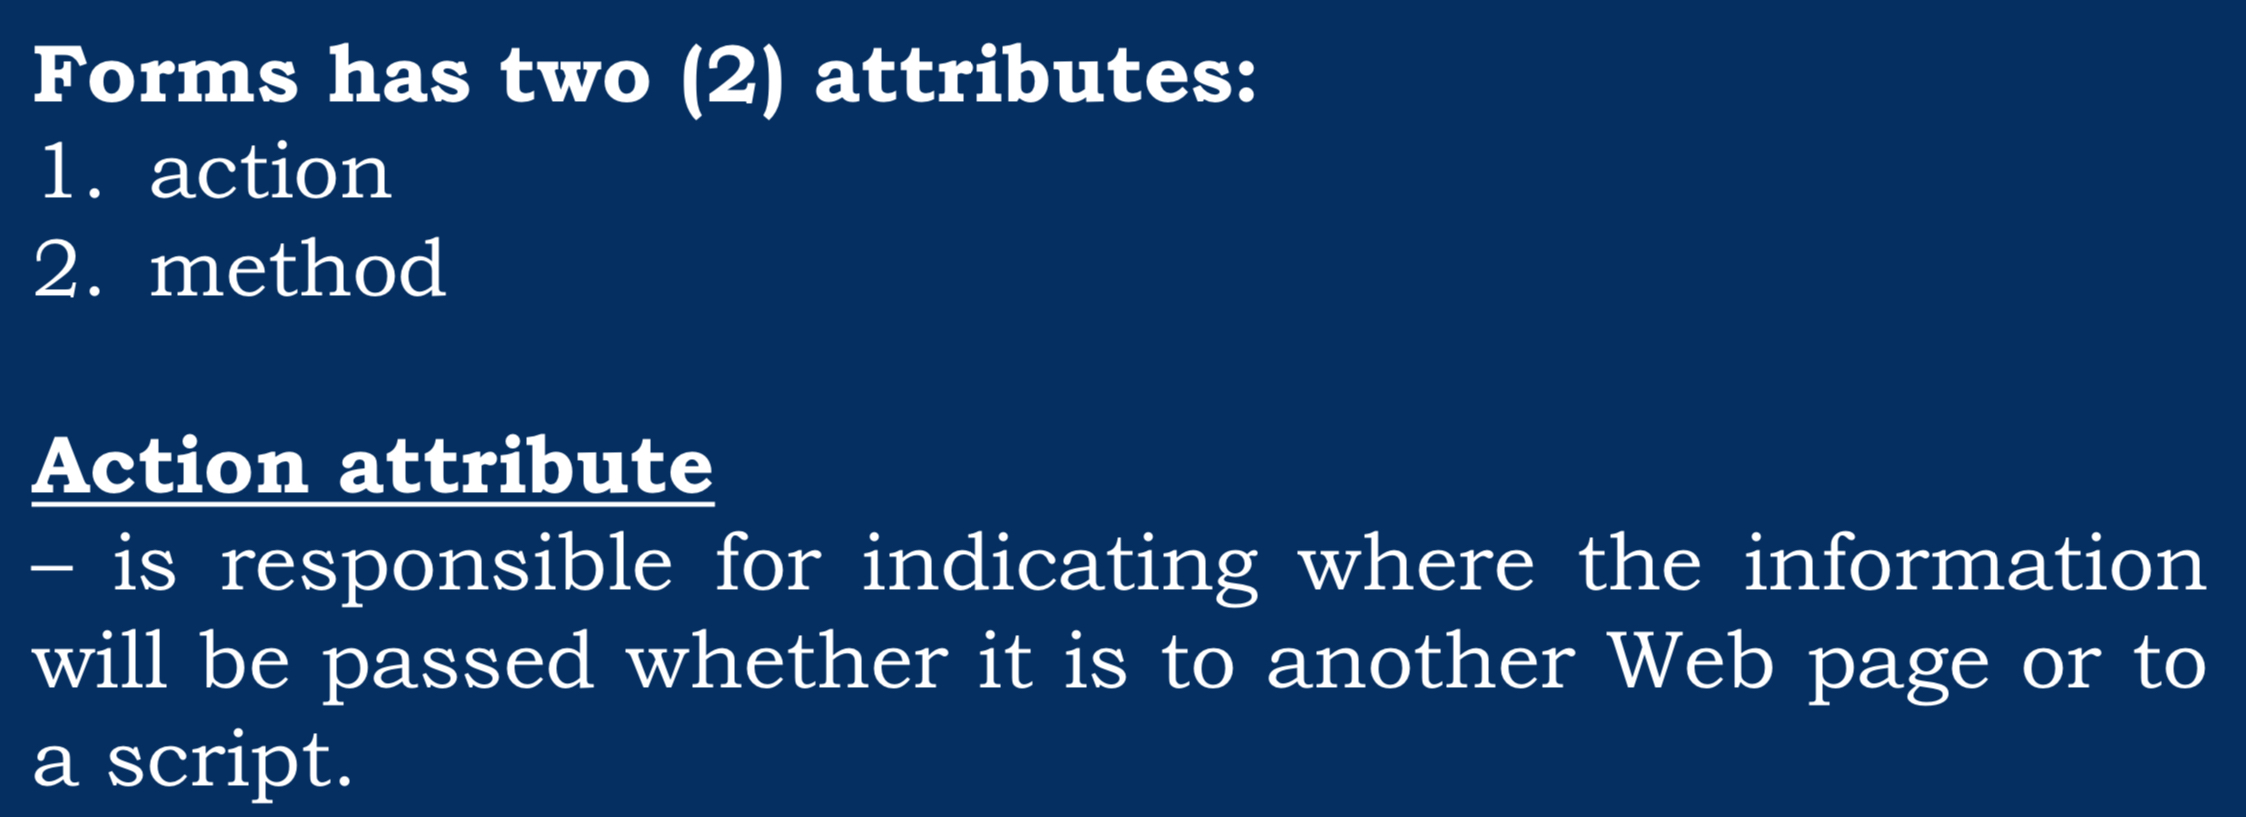 Forms has two (2) attributes:
1. action
2. method
Action attribute
– is responsible for indicating where the information
will be passed whether it is to another Web page or to
a script.